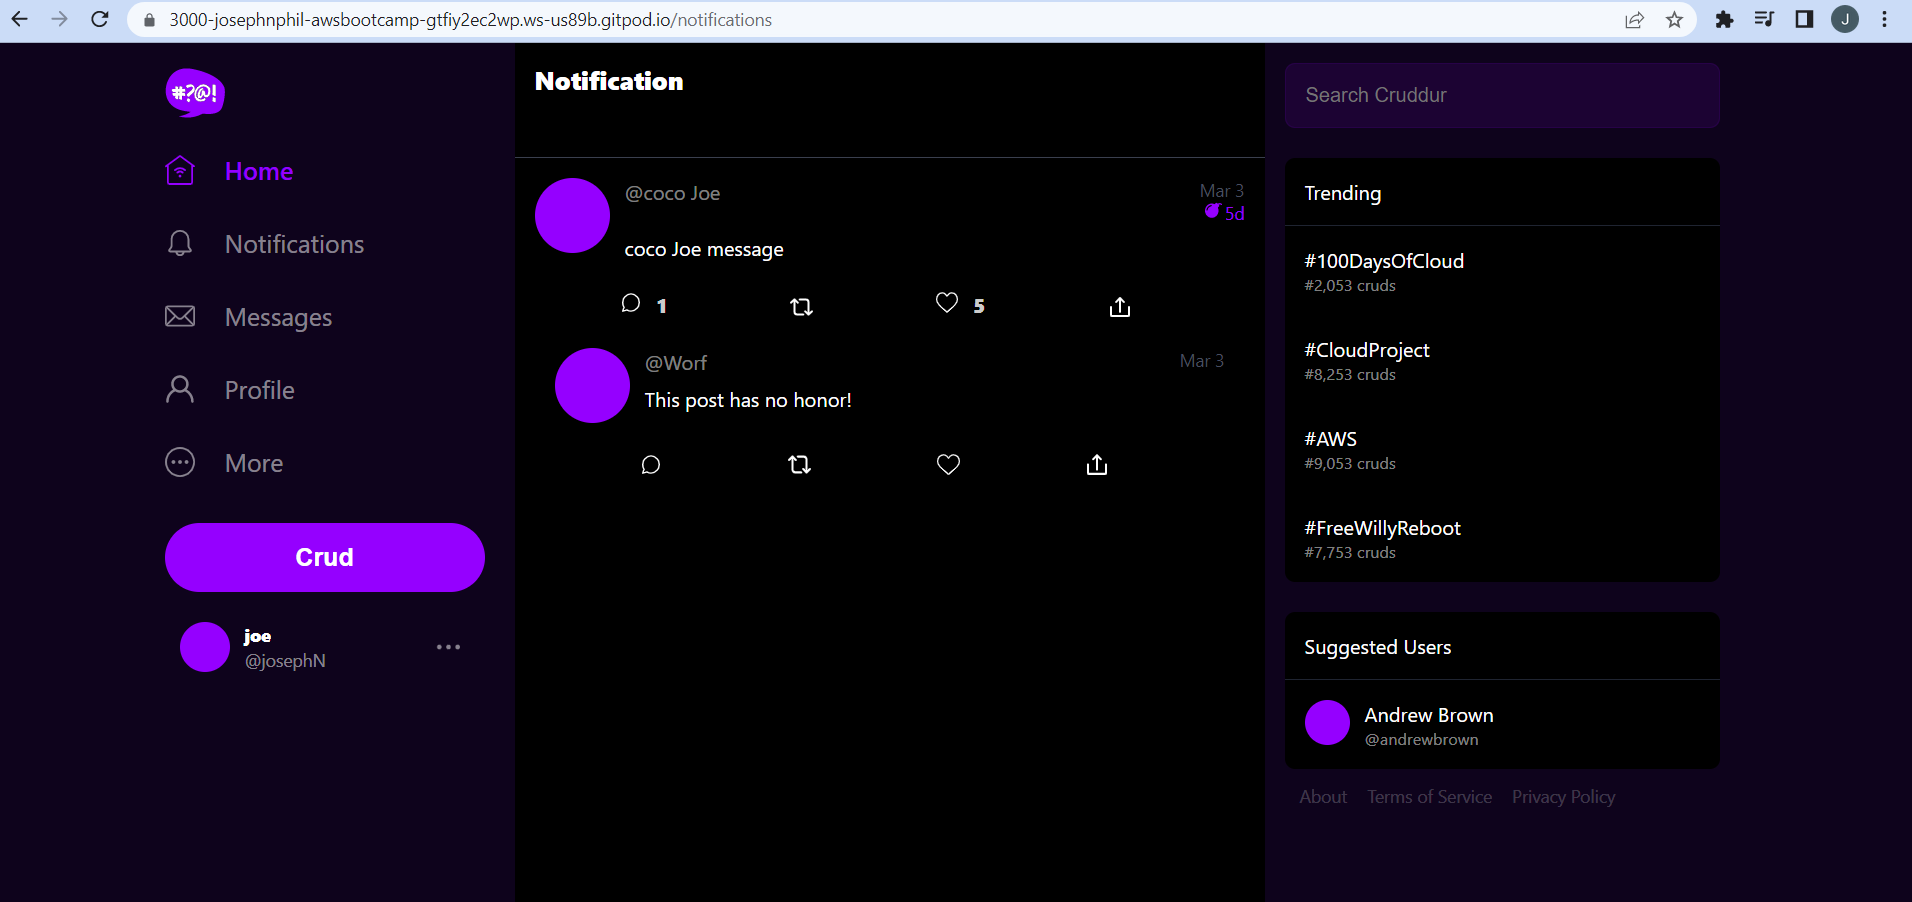 3000-josephnphil-awsbootcamp-gtfiy2ec2wp.ws-us89b.gitpod.io/notifications
J
#?@!
Home
Notifications
Messages
Profile
More
Crud
joe
@josephN
Notification
@coco Joe
Mar 3
5d
coco Joe message
1
5
@Worf
Mar 3
This post has no honor!
Search Cruddur
Trending
#100DaysOfCloud
#2,053 cruds
#CloudProject
#8,253 cruds
#AWS
#9,053 cruds
#FreeWillyReboot
#7,753 cruds
Suggested Users
Andrew Brown
@andrewbrown
About Terms of Service Privacy Policy